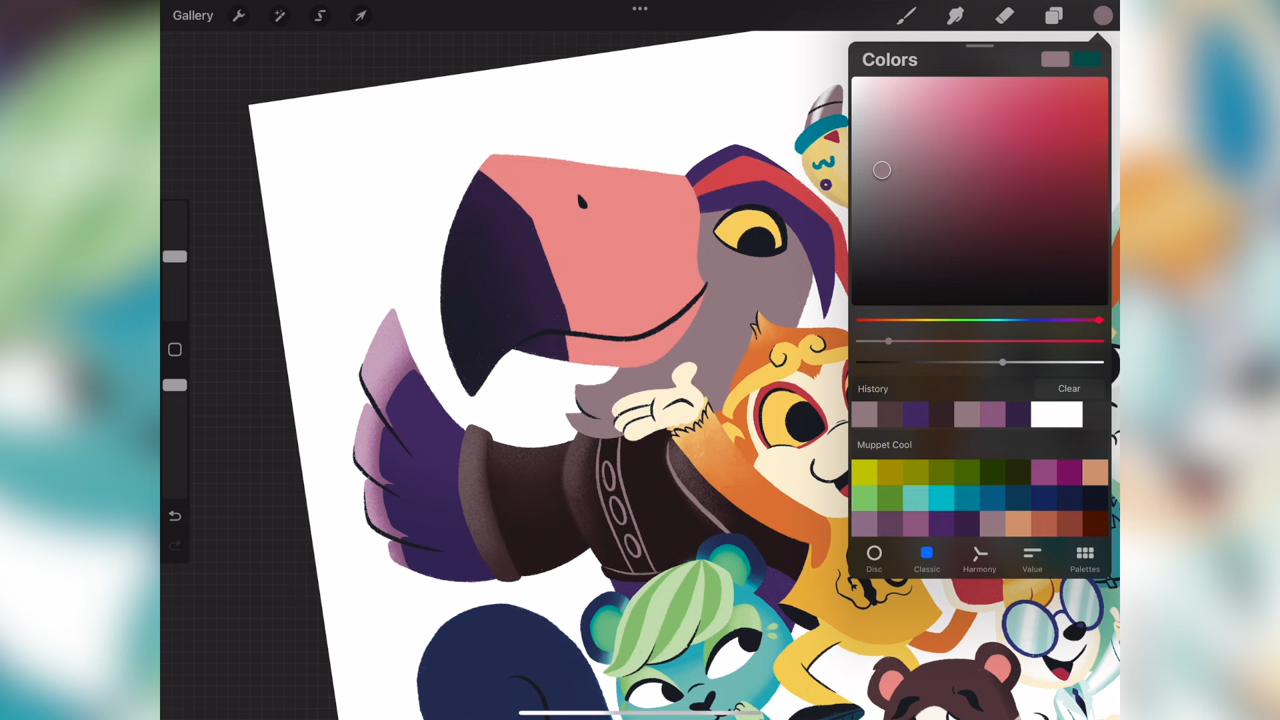 Gallery
Colors
History
Clear
Muppet Cool
Disc
Classic
Harmony
Value
Palettes